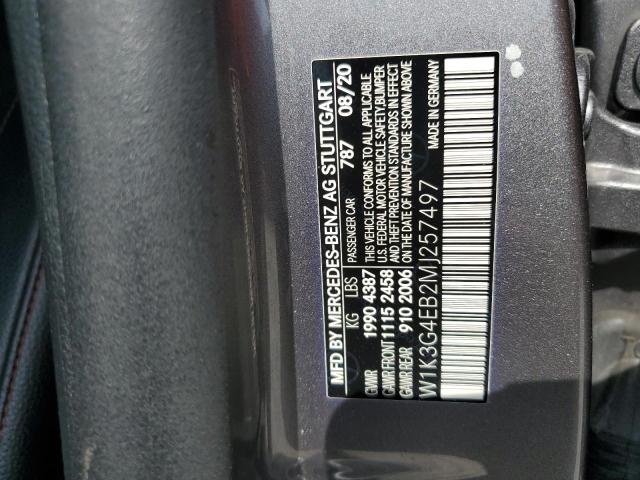 MFD BY MERCEDES-BENZ AG STUTTGART
PASSENGER CAR 787 08/20
KG LBS
GVWR 1990 4387
GAWR FRONT 1115 2458
GAWR REAR 910 2006
THIS VEHICLE CONFORMS TO ALL APPLICABLE
U.S. FEDERAL MOTOR VEHICLE SAFETY,BUMPER
AND THEFT PREVENTION STANDARDS IN EFFECT
ON THE DATE OF MANUFACTURE SHOWN ABOVE
W1K3G4EB2MJ257497
MADE IN GERMANY